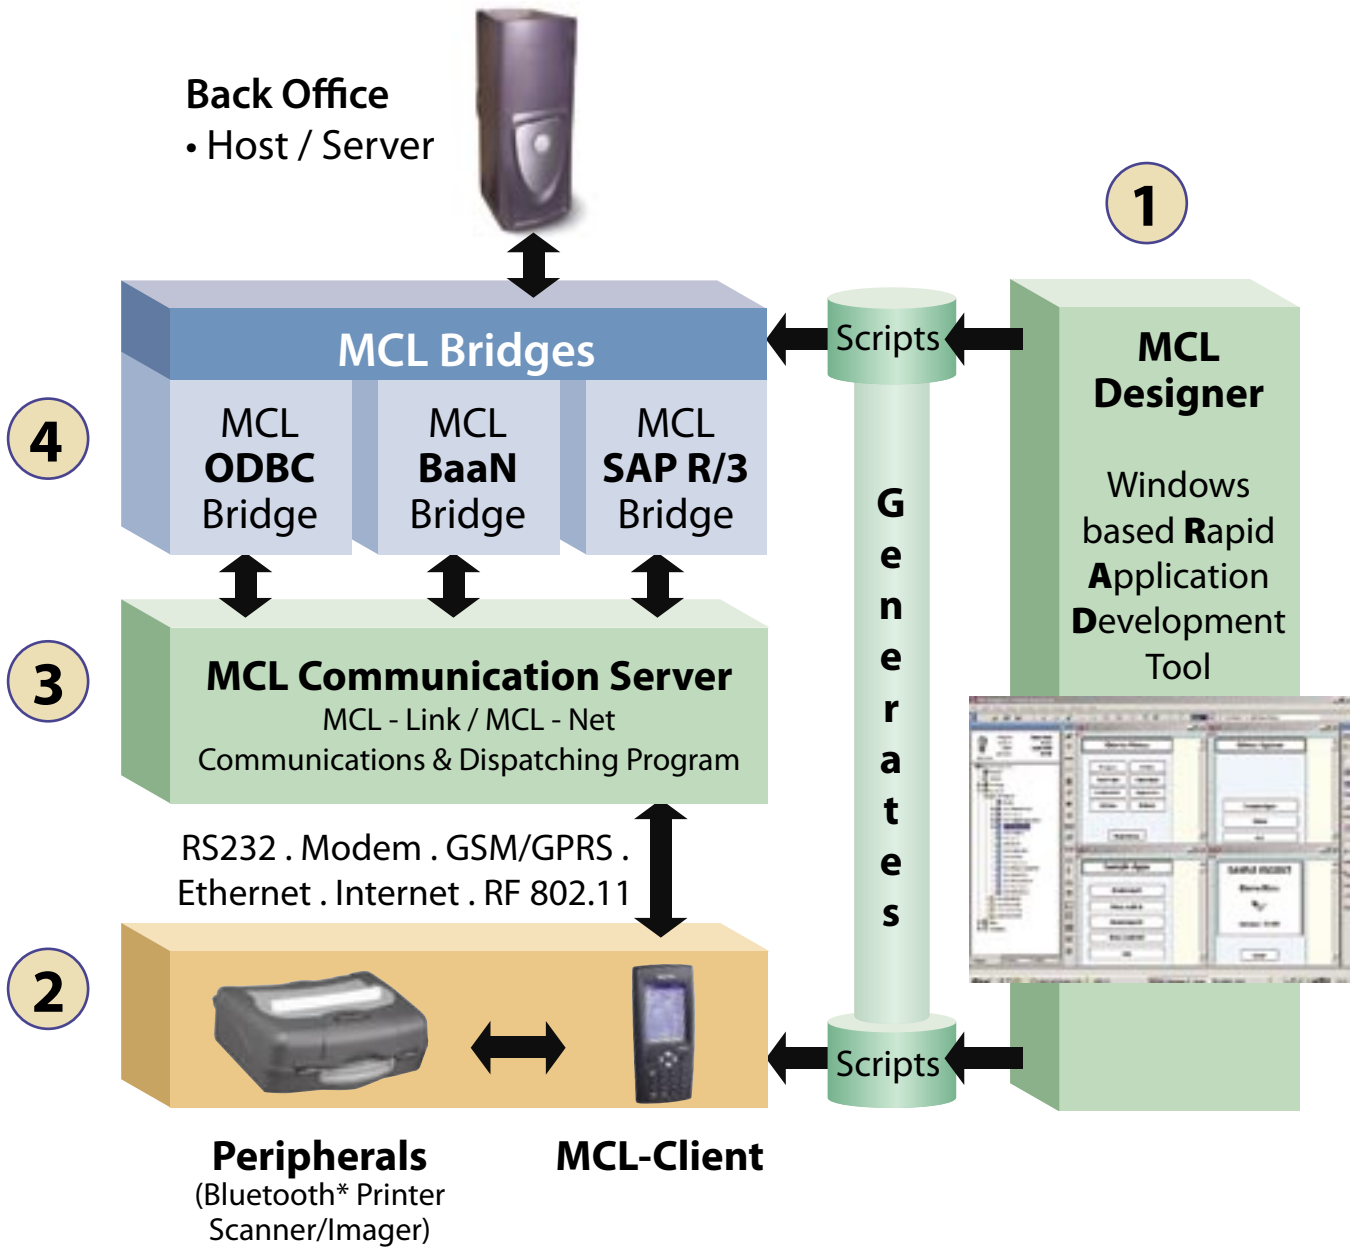 Back Office
• Host / Server
1
MCL Bridges
Scripts
MCL
Designer
4
MCL
ODBC
Bridge
MCL
BaaN
Bridge
MCL
SAP R/3
Bridge
Generates
Windows
based Rapid
Application
Development
Tool
3
MCL Communication Server
MCL - Link / MCL - Net
Communications & Dispatching Program
RS232 . Modem . GSM/GPRS .
Ethernet . Internet . RF 802.11
2
Scripts
Peripherals
(Bluetooth* Printer
Scanner/Imager)
MCL-Client